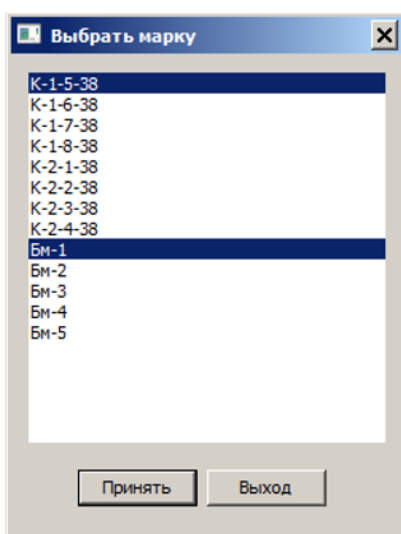 Выбрать марку
К-1-5-38
К-1-6-38
К-1-7-38
К-1-8-38
К-2-1-38
К-2-2-38
К-2-3-38
К-2-4-38
Бм-1
Бм-2
Бм-3
Бм-4
Бм-5
Принять Выход